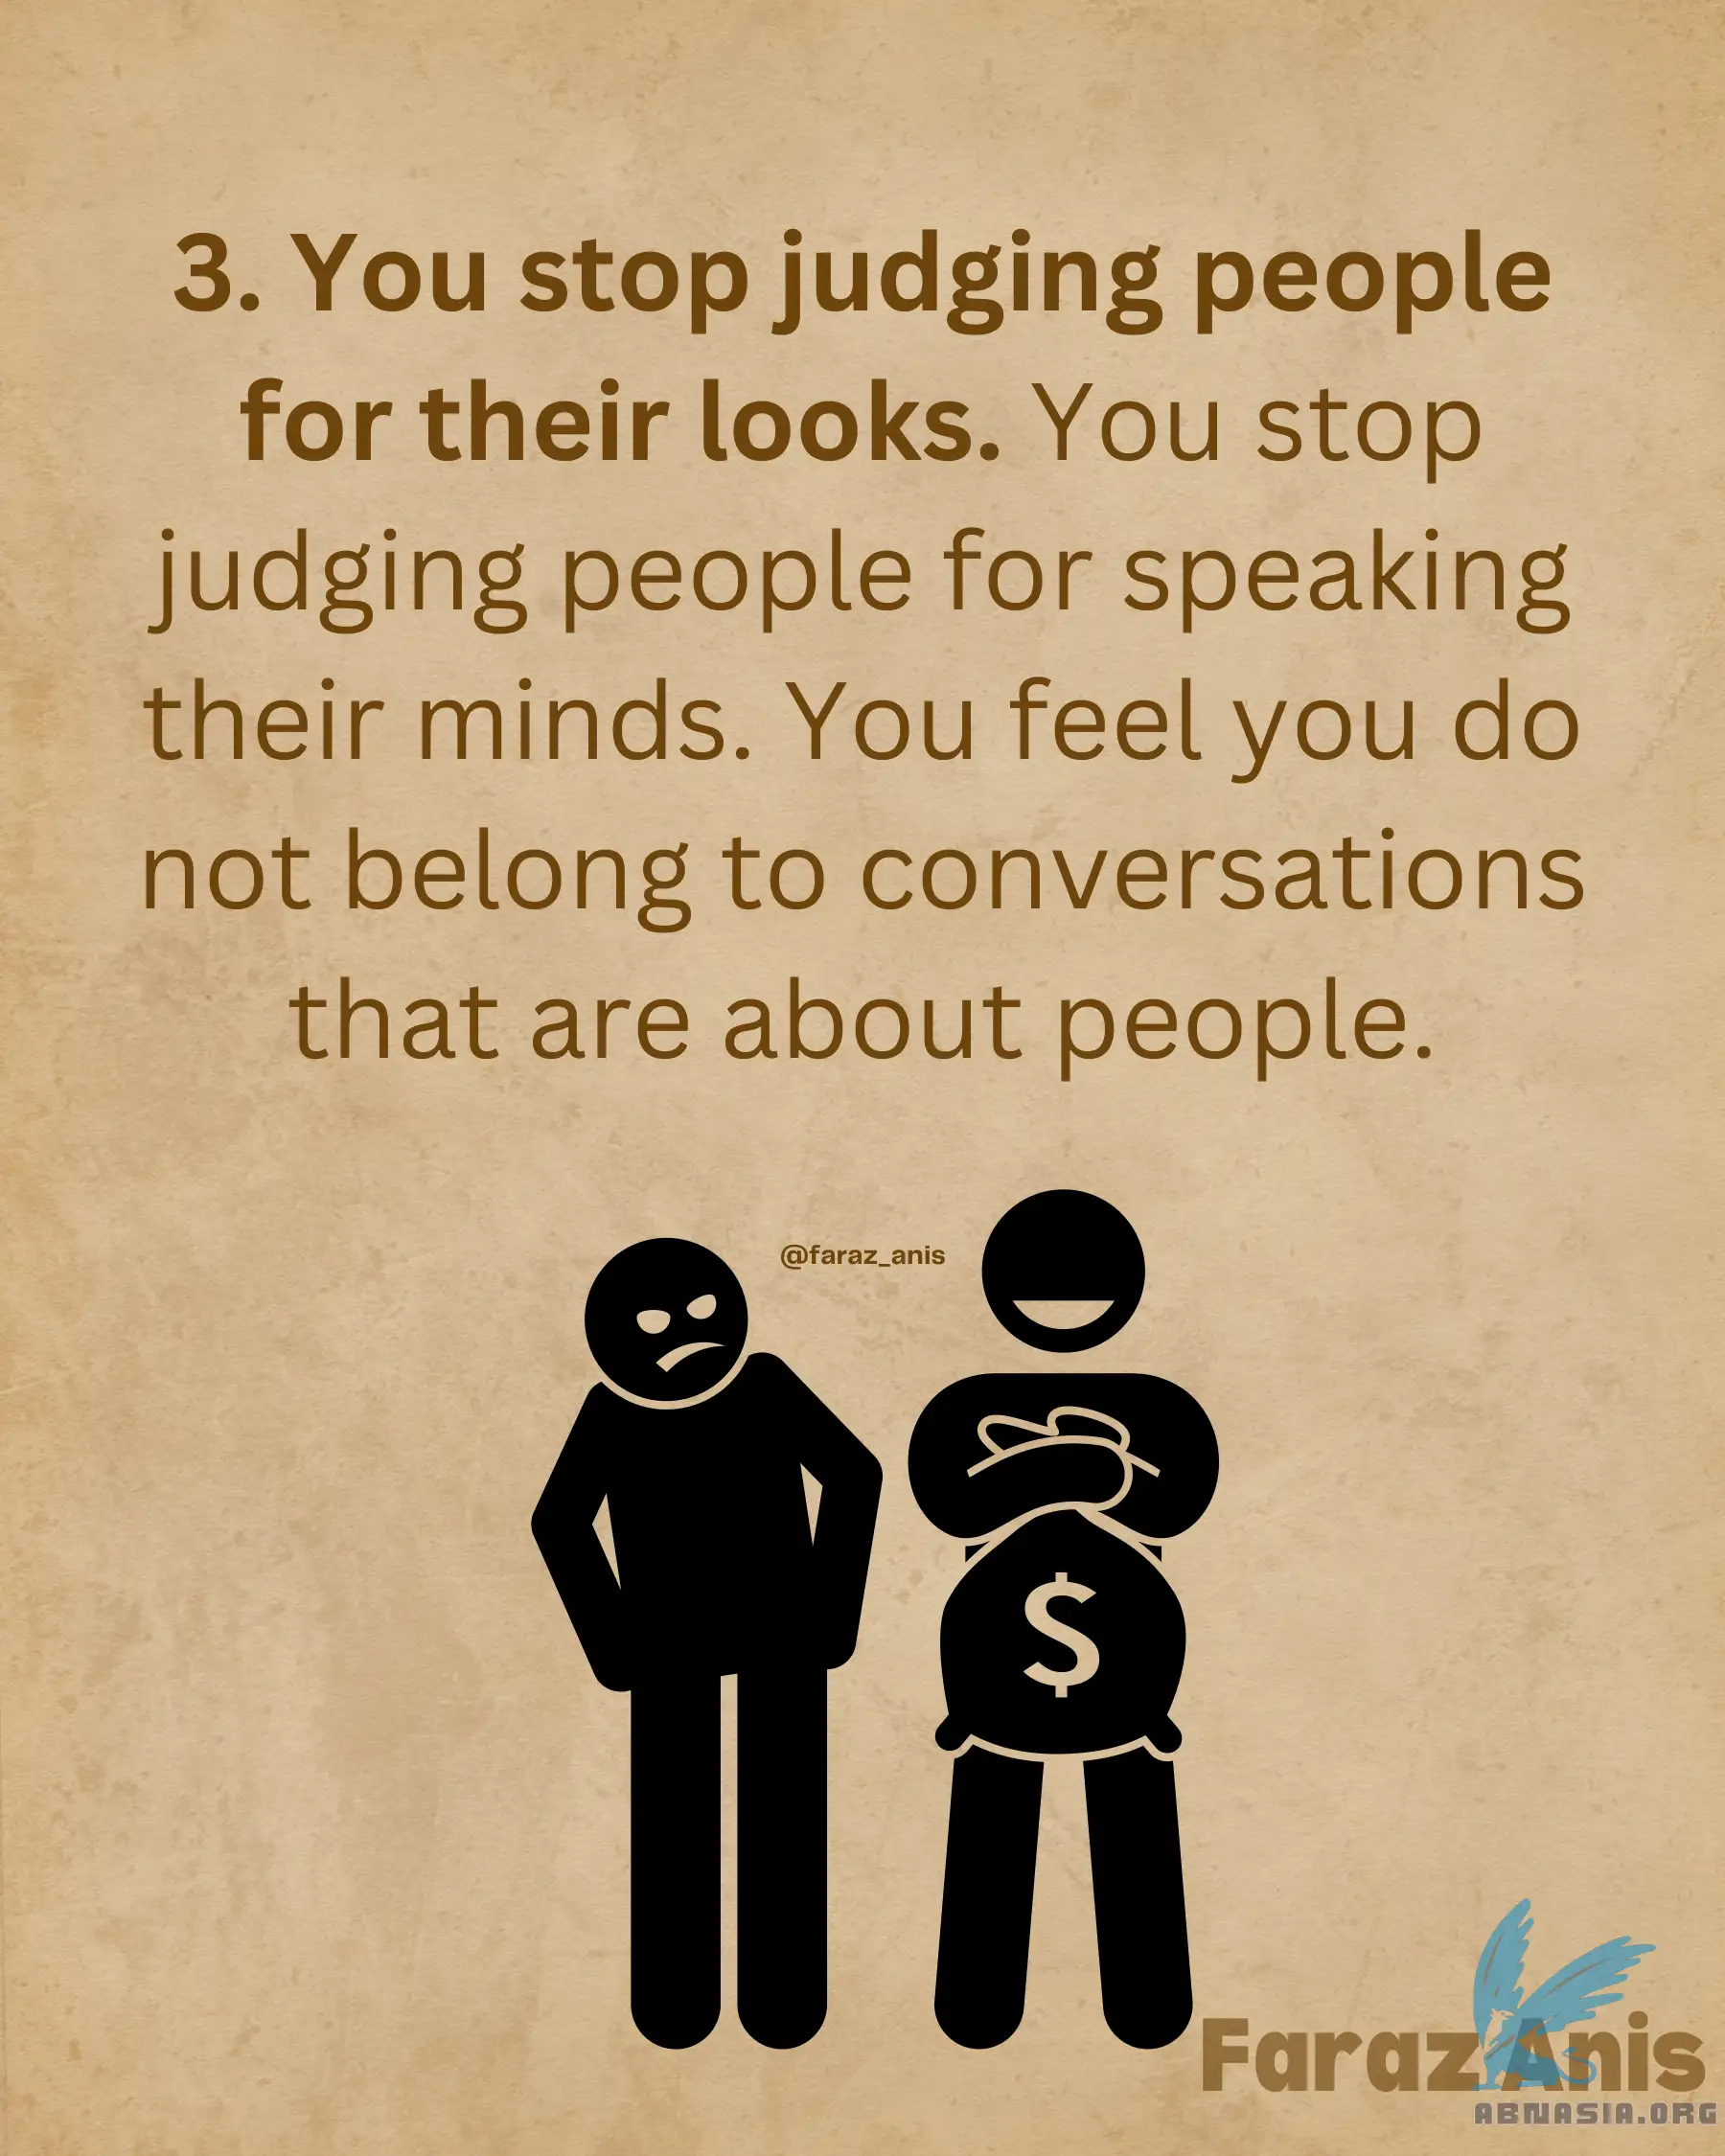 3. You stop judging people
for their looks. You stop
judging people for speaking
their minds. You feel you do
not belong to conversations
that are about people.
@faraz_anis
$
Faraz Anis
ABNASIA.ORG